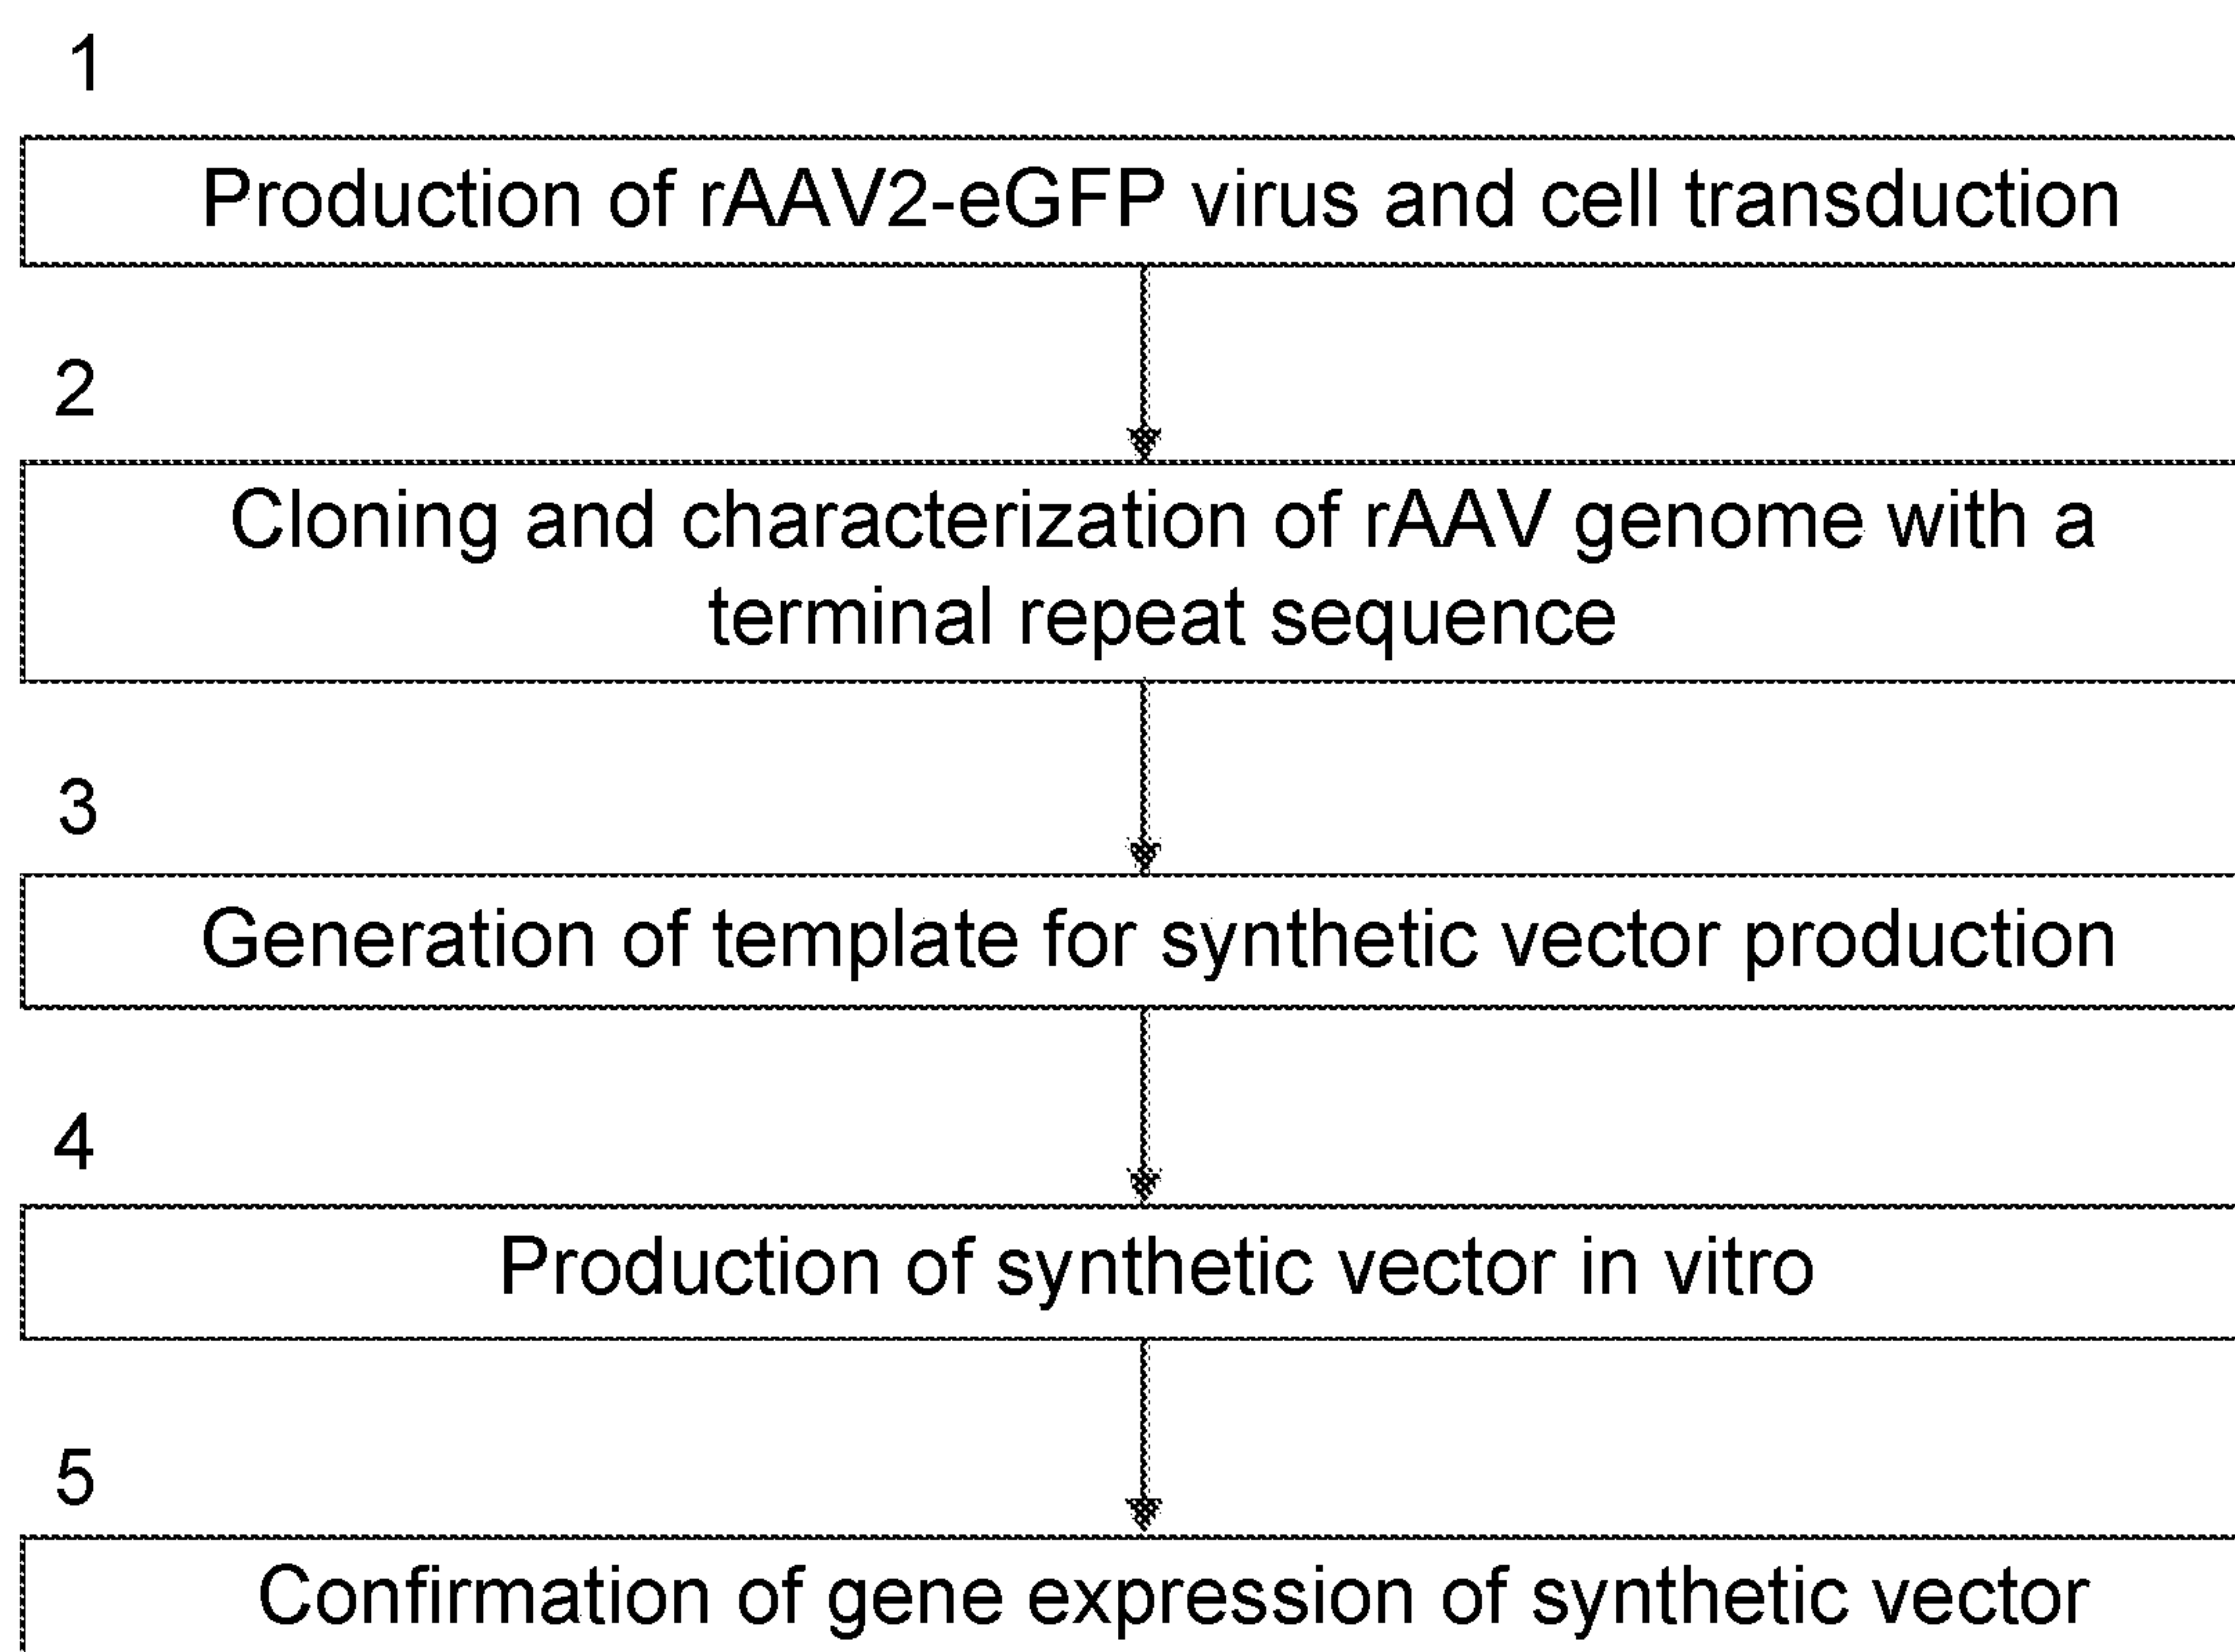 1
Production of rAAV2-eGFP virus and cell transduction
2
Cloning and characterization of rAAV genome with a
terminal repeat sequence
3
Generation of template for synthetic vector production
4
Production of synthetic vector in vitro
5
Confirmation of gene expression of synthetic vector